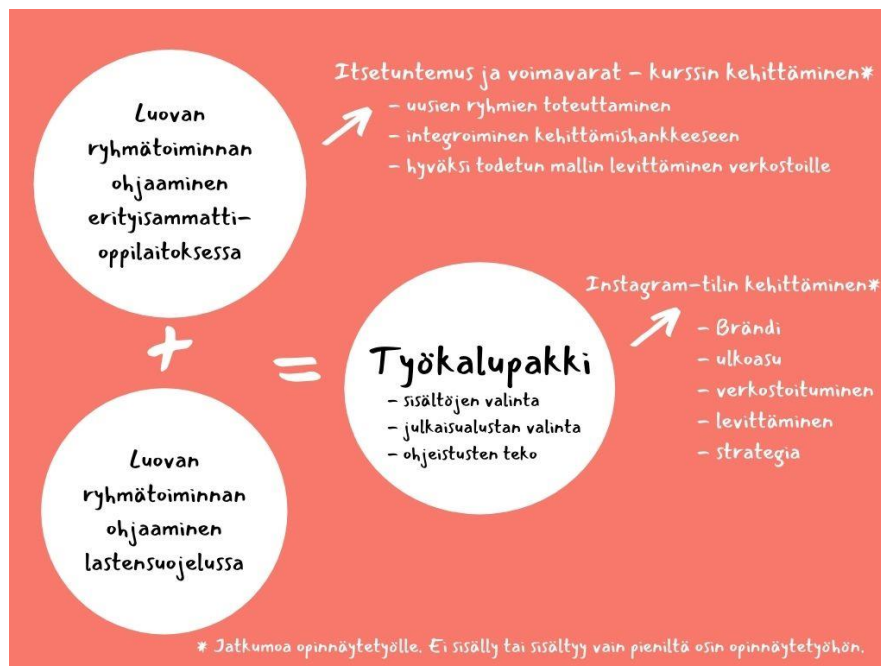 Luovan
ryhmätoiminnan
ohjaaminen
erityisammatti-
oppilaitoksessa
Itsetuntemus ja voimavarat – kurssin kehittäminen*
– uusien ryhmien toteuttaminen
– integroiminen kehittämishankkeeseen
– hyväksi todetun mallin levittäminen verkostoille
+
=
Luovan
ryhmätoiminnan
ohjaaminen
lastensuojelussa
Työkalupakki
– sisältöjen valinta
– julkaisualustan valinta
– ohjeistusten teko
Instagram-tilin kehittäminen*
– Brändi
– ulkoasu
– verkostoituminen
– levittäminen
– strategia
* Jatkumoa opinnäytetyölle. Ei sisälly tai sisältyy vain pieniltä osin opinnäytetyöhön.